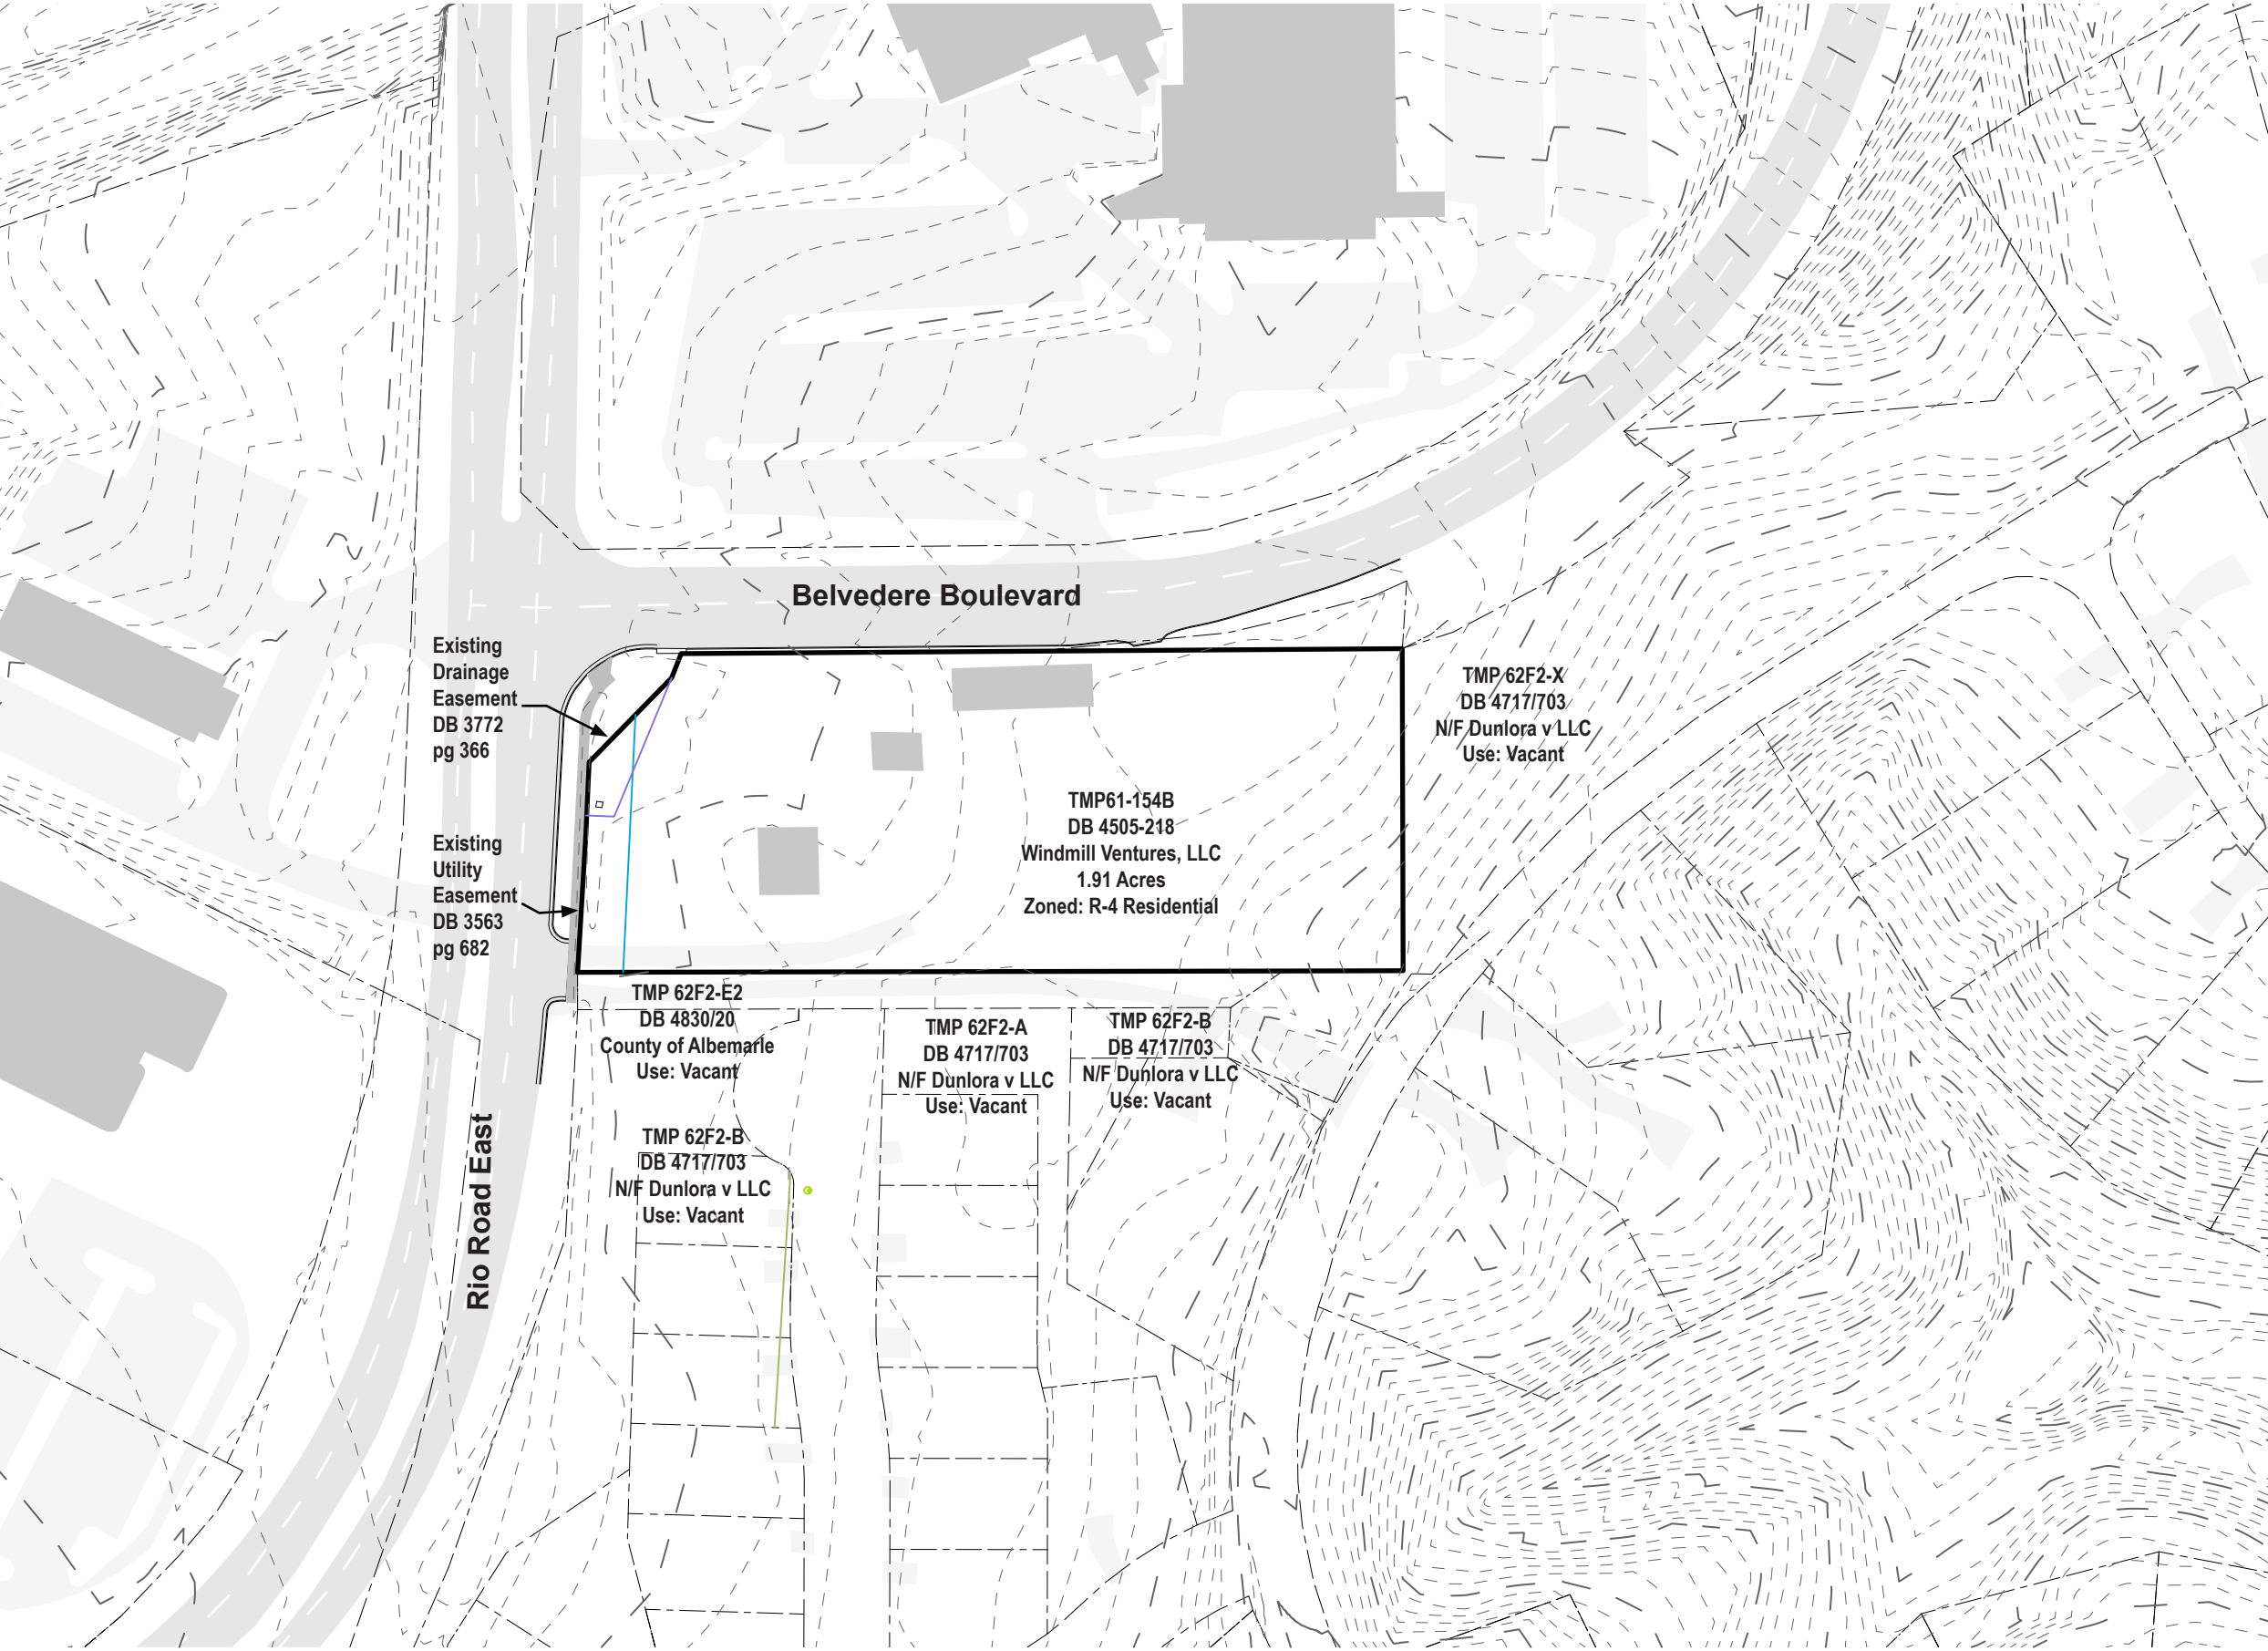 Belvedere Boulevard
Existing
Drainage
Easement
DB 3772
pg 366
TMP 62F2-X
DB 4717/703
N/F Dunlora v LLC
Use: Vacant
TMP61-154B
DB 4505-218
Windmill Ventures, LLC
1.91 Acres
Zoned: R-4 Residential
Existing
Utility
Easement
DB 3563
pg 682
TMP 62F2-E2
DB 4830/20
County of Albemarle
Use: Vacant
TMP 62F2-A
DB 4717/703
N/F Dunlora v LLC
Use: Vacant
TMP 62F2-B
DB 4717/703
N/F Dunlora v LLC
Use: Vacant
TMP 62F2-B
DB 4717/703
N/F Dunlora v LLC
Use: Vacant
Rio Road East